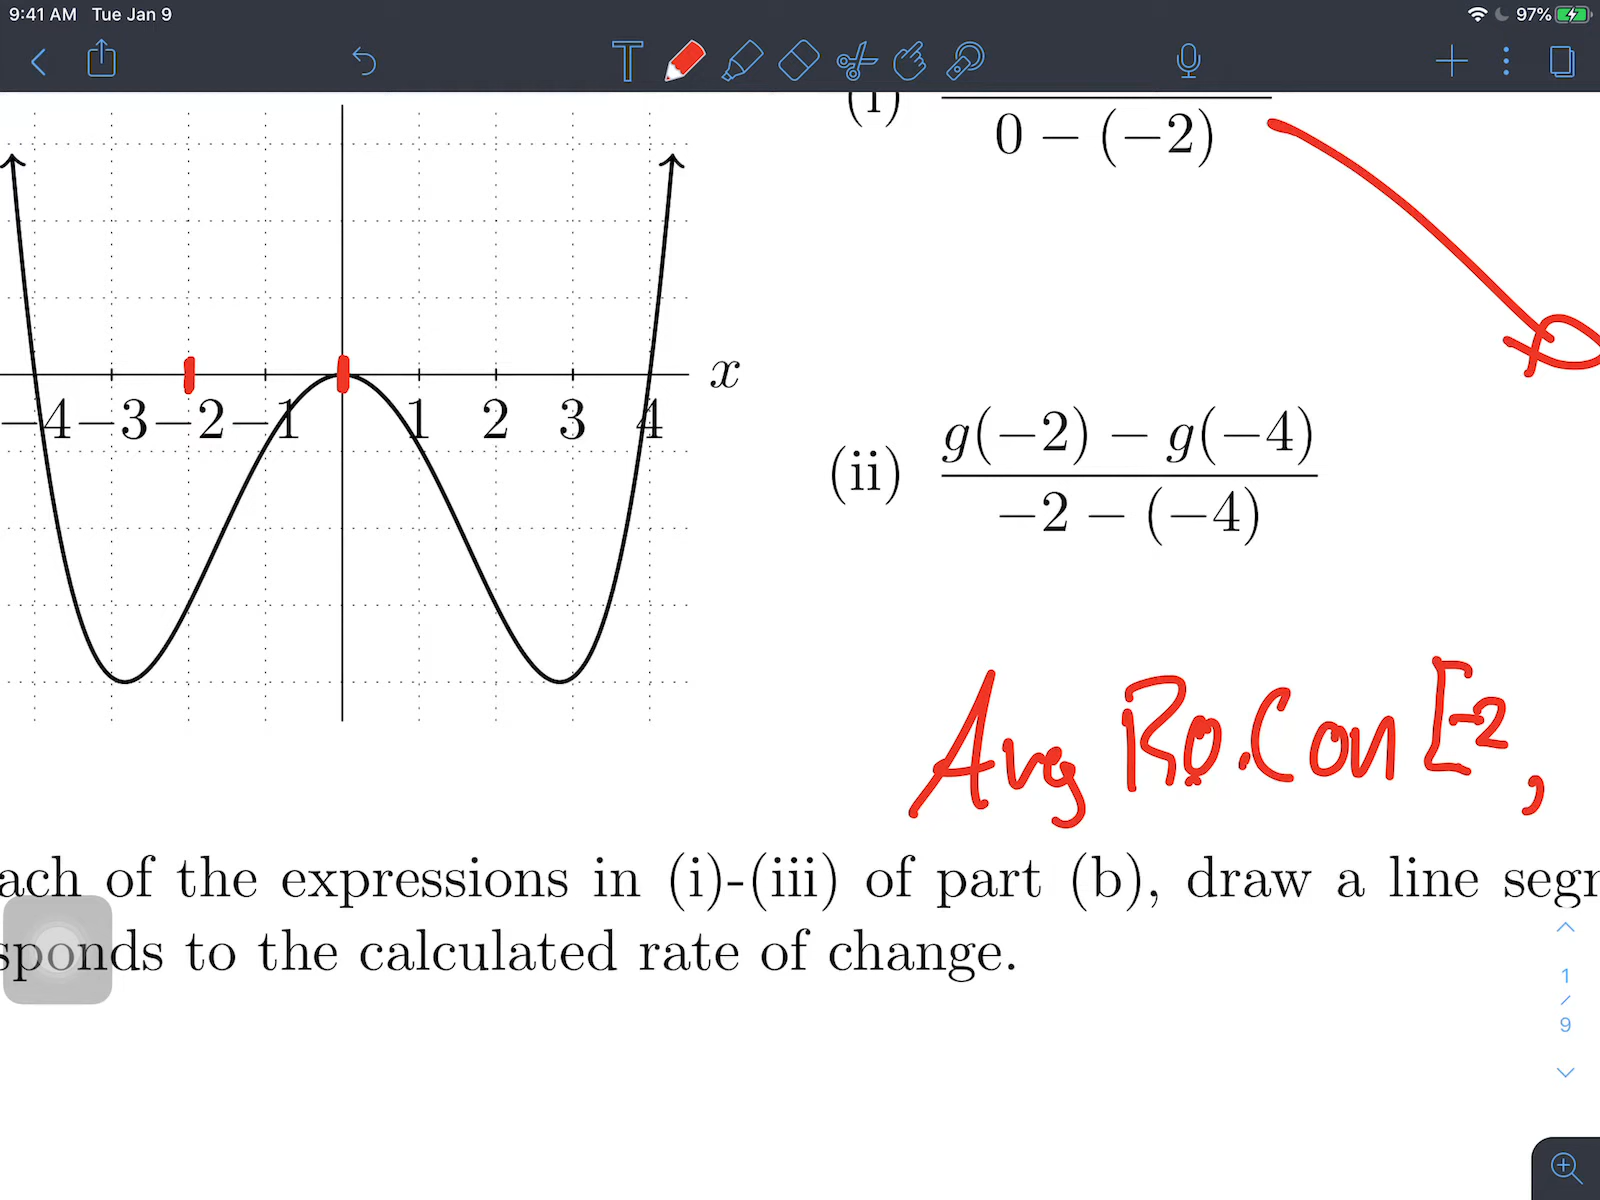 9:41 AM Tue Jan 9
97%
(i) 0 − (−2)
x
−4 −3 −2 −1 1 2 3 4
g(−2) − g(−4)
(ii)
−2 − (−4)
Avg Ro.C on [-2,
ach of the expressions in (i)-(iii) of part (b), draw a line segr
sponds to the calculated rate of change.
1
/
9